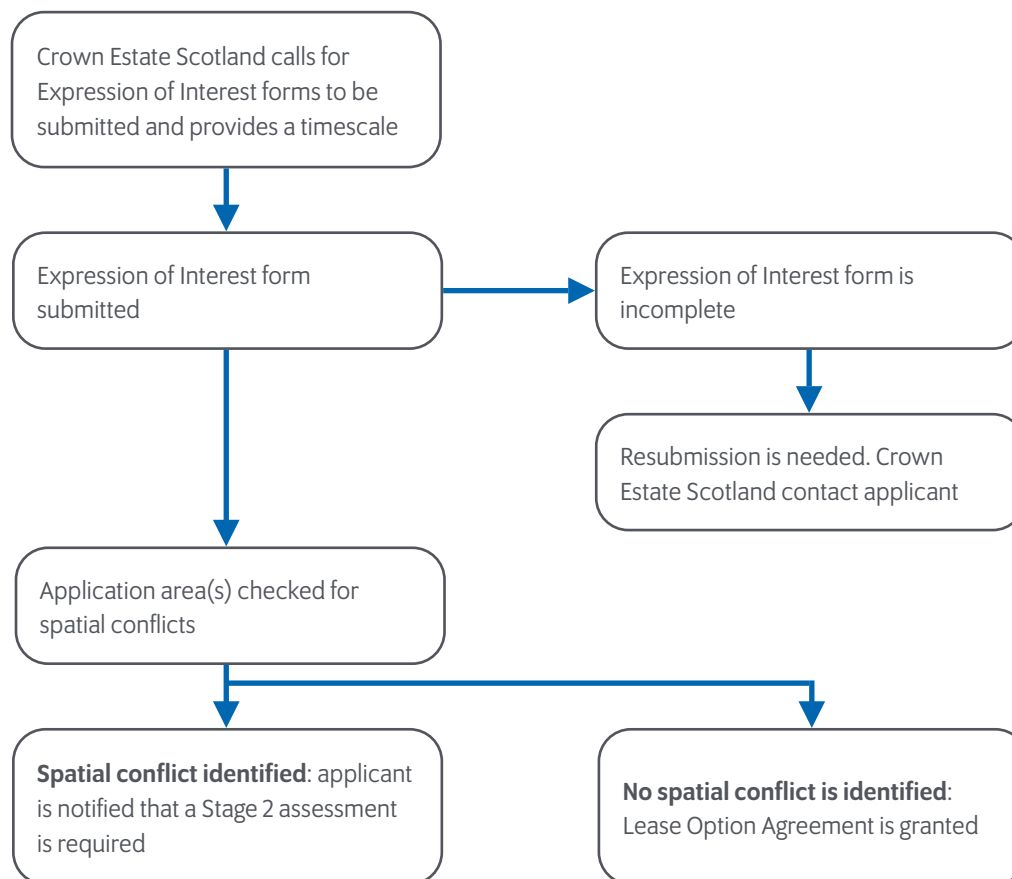 Crown Estate Scotland calls for
Expression of Interest forms to be
submitted and provides a timescale
Expression of Interest form
submitted
Expression of Interest form is
incomplete
Resubmission is needed. Crown
Estate Scotland contact applicant
Application area(s) checked for
spatial conflicts
Spatial conflict identified: applicant
is notified that a Stage 2 assessment
is required
No spatial conflict is identified:
Lease Option Agreement is granted